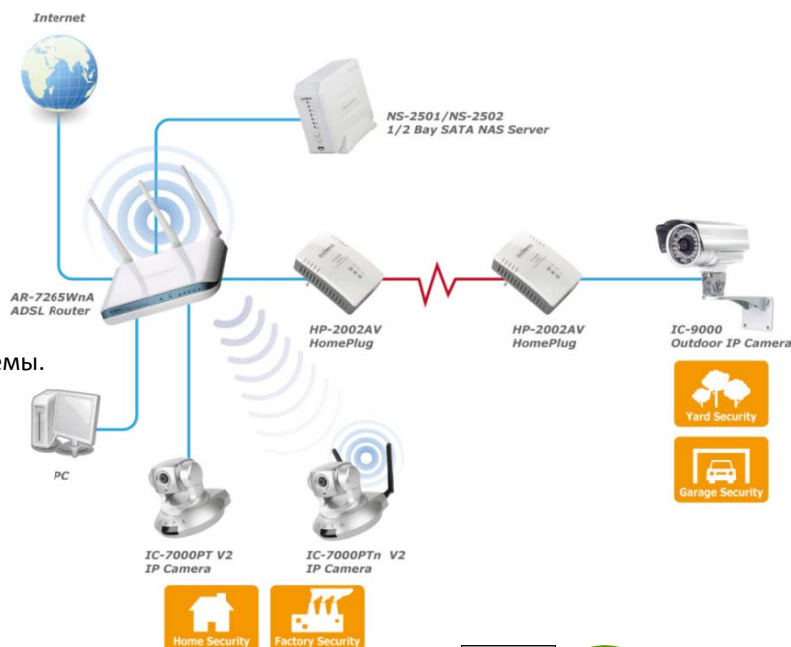 Internet
NS-2501/NS-2502
1/2 Bay SATA NAS Server
AR-7265WnA
ADSL Router
HP-2002AV
HomePlug
HP-2002AV
HomePlug
IC-9000
Outdoor IP Camera
емы.
Yard Security
PC
Garage Security
IC-7000PT V2
IP Camera
IC-7000PTn V2
IP Camera
Home Security
Factory Security